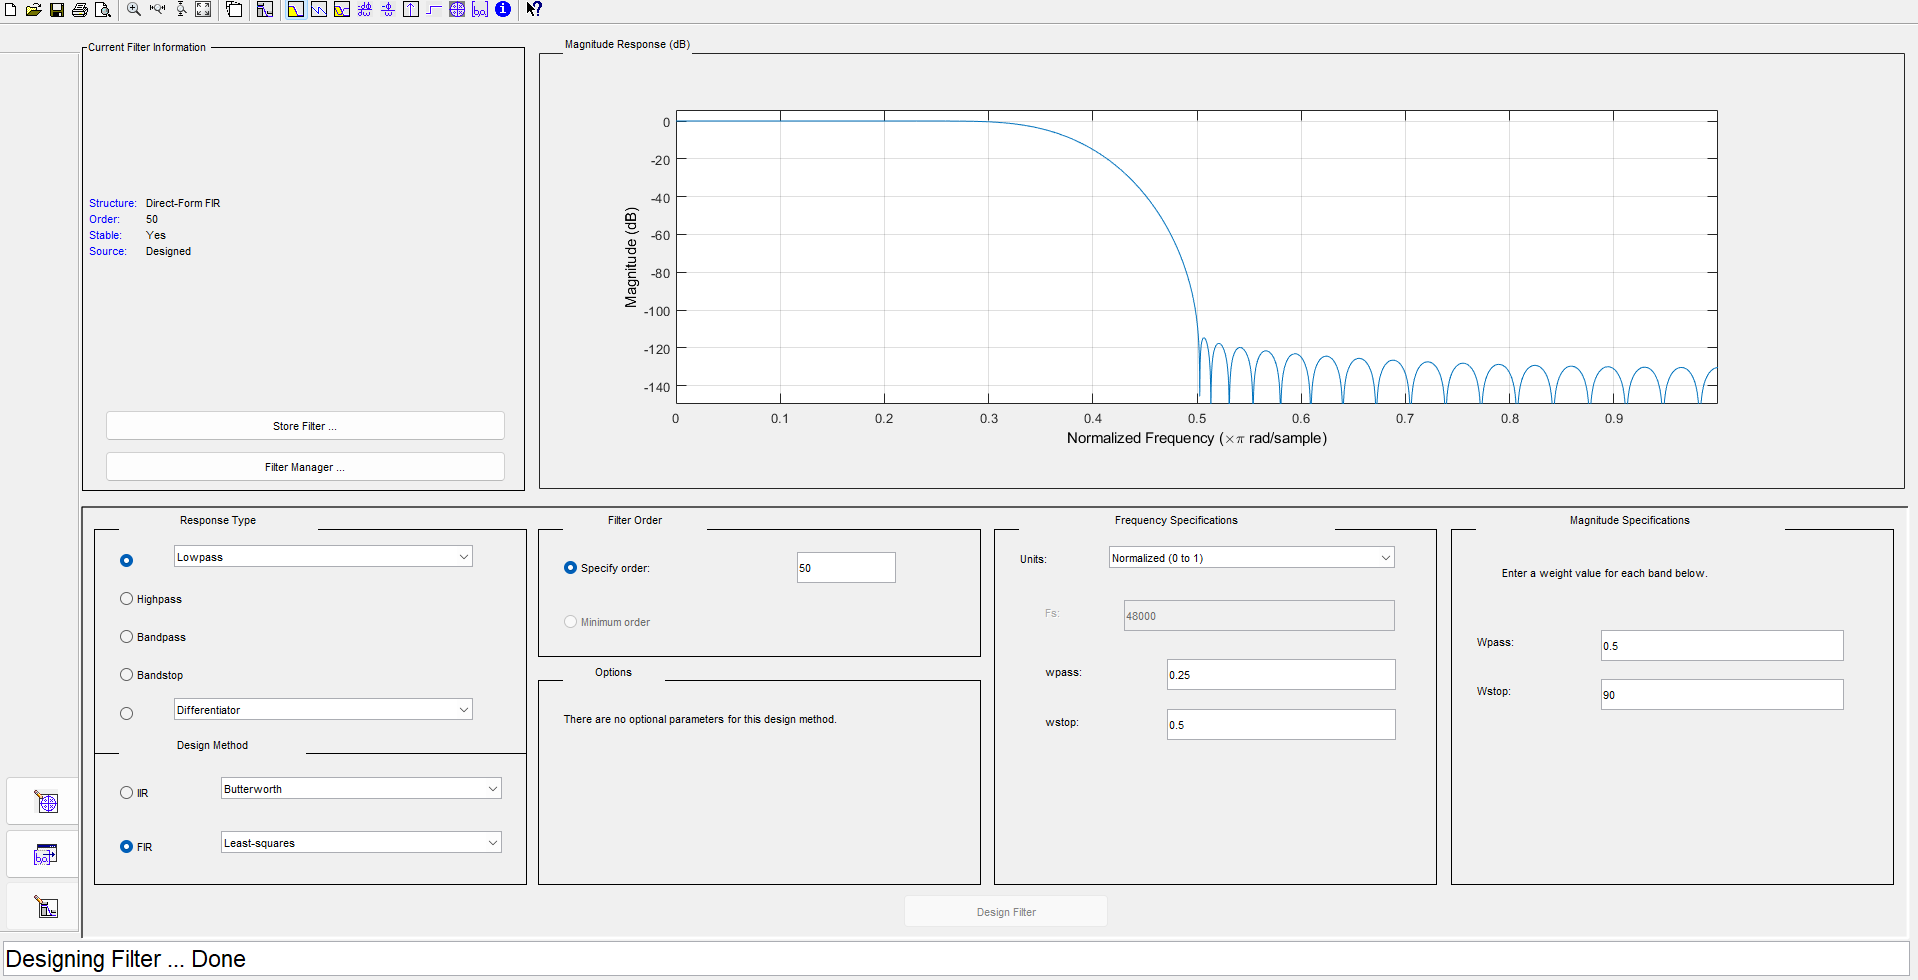 Current Filter Information
Structure: Direct-Form FIR
Order: 50
Stable: Yes
Source: Designed
Store Filter ...
Filter Manager ...
Magnitude Response (dB)
0
-20
-40
-60
-80
-100
-120
-140
Magnitude (dB)
0 0.1 0.2 0.3 0.4 0.5 0.6 0.7 0.8 0.9
Normalized Frequency (×π rad/sample)
Response Type
Lowpass
Highpass
Bandpass
Bandstop
Differentiator
Design Method
IIR Butterworth
FIR Least-squares
Filter Order
Specify order: 50
Minimum order
Options
There are no optional parameters for this design method.
Frequency Specifications
Units: Normalized (0 to 1)
Fs: 48000
wpass: 0.25
wstop: 0.5
Magnitude Specifications
Enter a weight value for each band below.
Wpass: 0.5
Wstop: 90
Design Filter
Designing Filter ... Done